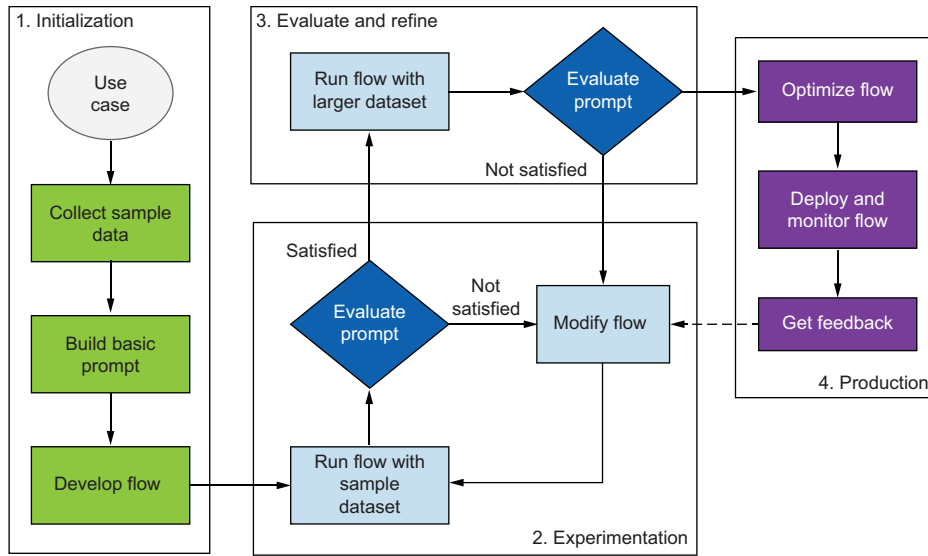 1. Initialization
Use
case
Collect sample
data
Build basic
prompt
Develop flow
3. Evaluate and refine
Run flow with
larger dataset
Evaluate
prompt
Not satisfied
Satisfied
Evaluate
prompt
Not
satisfied
Modify flow
Run flow with
sample
dataset
2. Experimentation
Optimize flow
Deploy and
monitor flow
Get feedback
4. Production